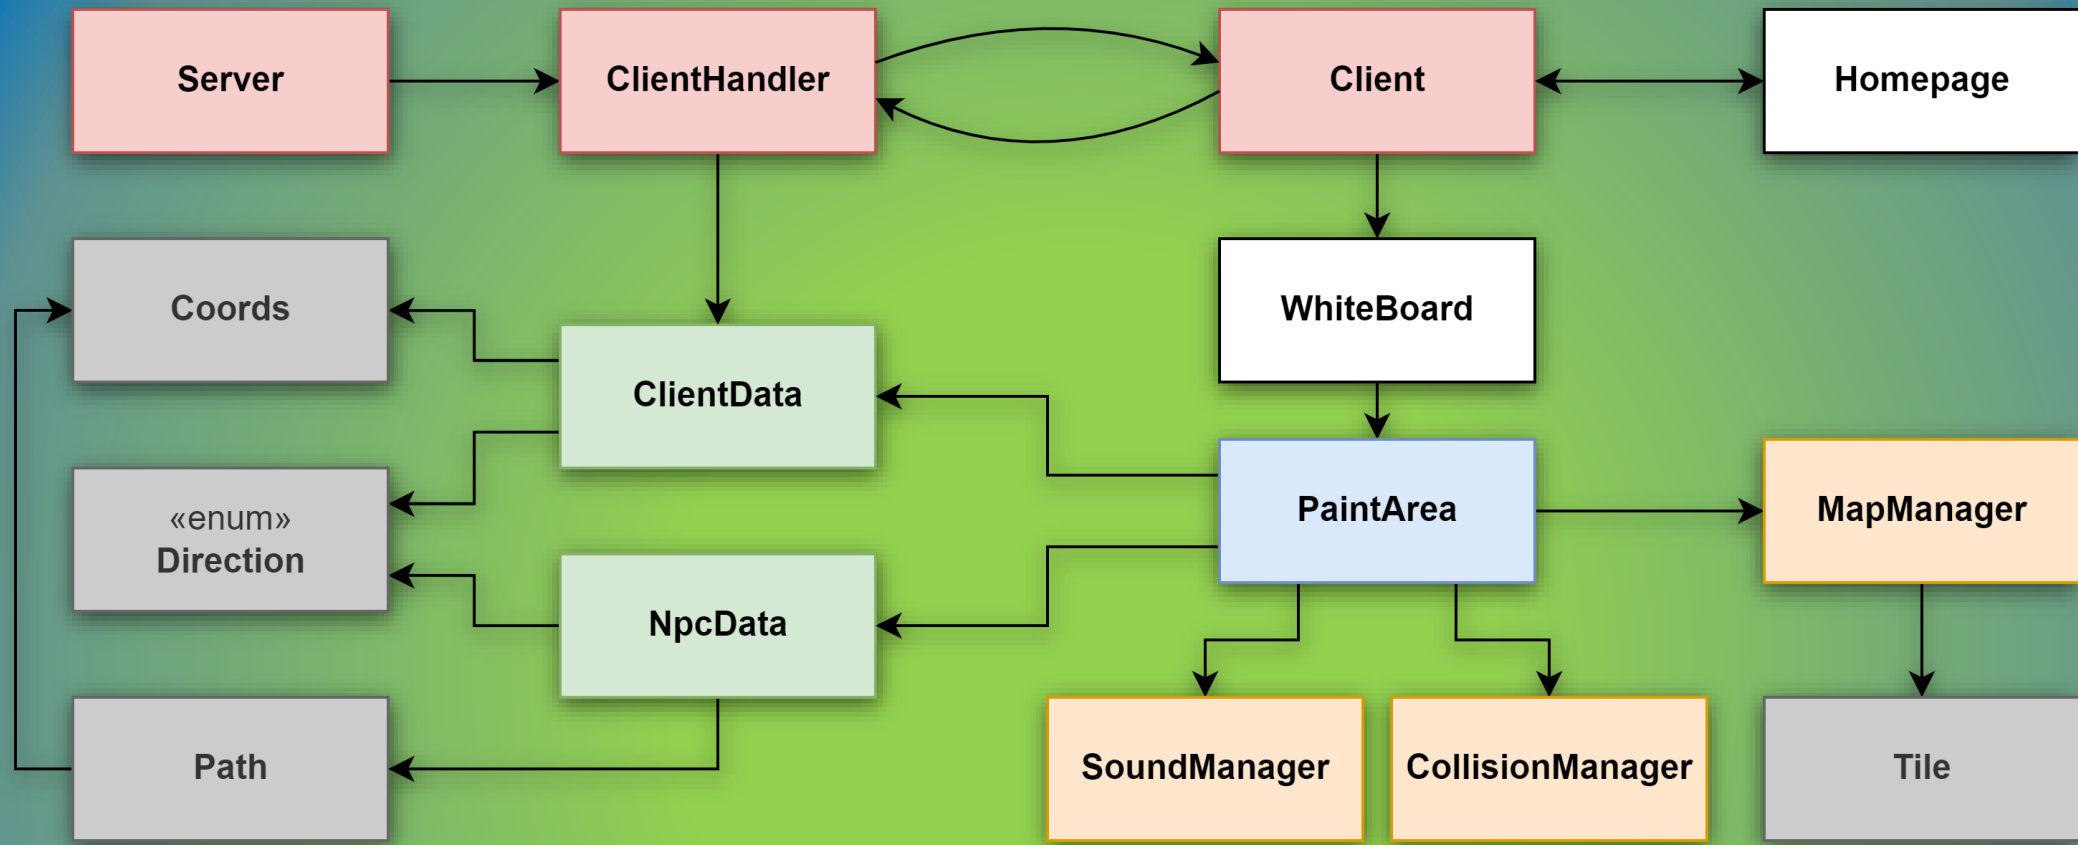 Server
ClientHandler
Client
Homepage
Coords
WhiteBoard
ClientData
«enum»
Direction
PaintArea
MapManager
NpcData
Path
SoundManager
CollisionManager
Tile